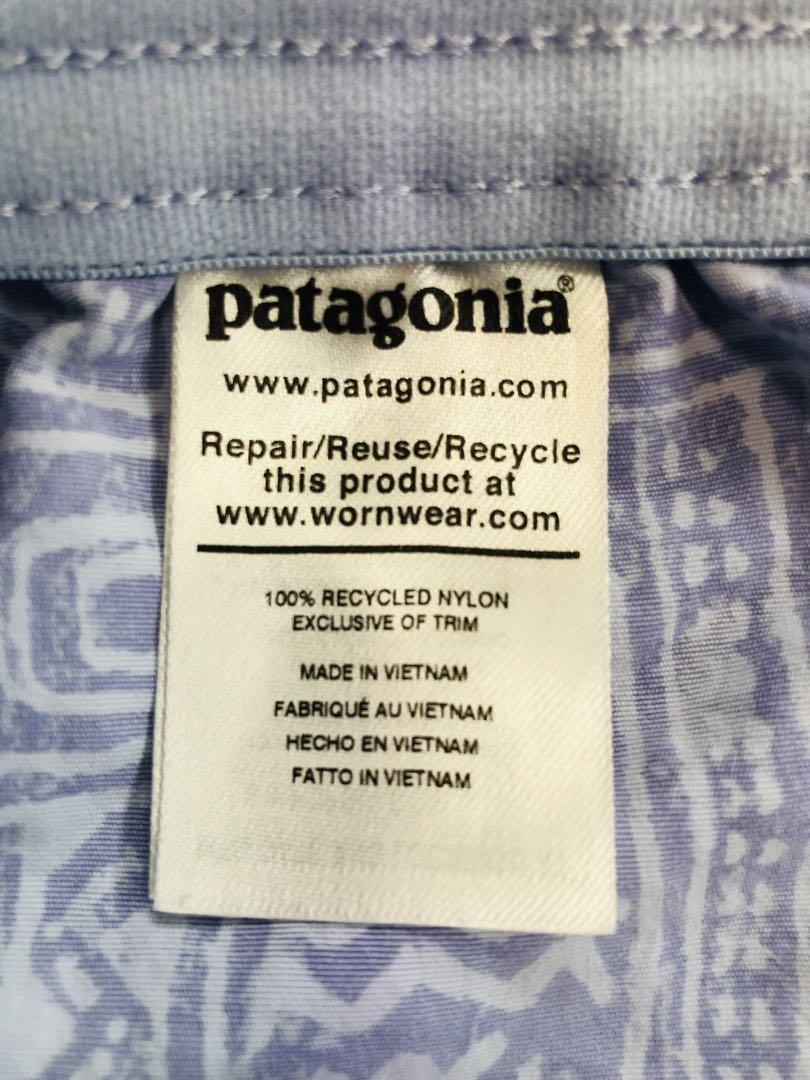 patagonia®
www.patagonia.com
Repair/Reuse/Recycle
this product at
www.wornwear.com
100% RECYCLED NYLON
EXCLUSIVE OF TRIM
MADE IN VIETNAM
FABRIQUÉ AU VIETNAM
HECHO EN VIETNAM
FATTO IN VIETNAM